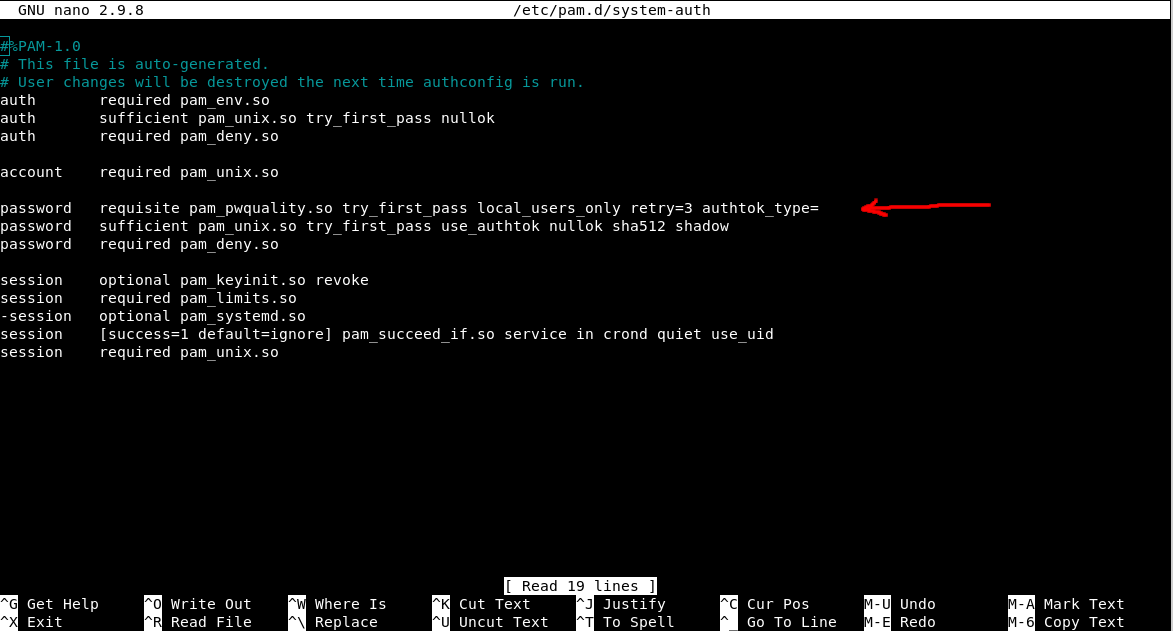 GNU nano 2.9.8 /etc/pam.d/system-auth
#%PAM-1.0
# This file is auto-generated.
# User changes will be destroyed the next time authconfig is run.
auth required pam_env.so
auth sufficient pam_unix.so try_first_pass nullok
auth required pam_deny.so
account required pam_unix.so
password requisite pam_pwquality.so try_first_pass local_users_only retry=3 authtok_type=
password sufficient pam_unix.so try_first_pass use_authtok nullok sha512 shadow
password required pam_deny.so
session optional pam_keyinit.so revoke
session required pam_limits.so
-session optional pam_systemd.so
session [success=1 default=ignore] pam_succeed_if.so service in crond quiet use_uid
session required pam_unix.so
[ Read 19 lines ]
^G Get Help ^O Write Out ^W Where Is ^K Cut Text ^J Justify ^C Cur Pos M-U Undo M-A Mark Text
^X Exit ^R Read File ^\ Replace ^U Uncut Text ^T To Spell ^_ Go To Line M-E Redo M-6 Copy Text